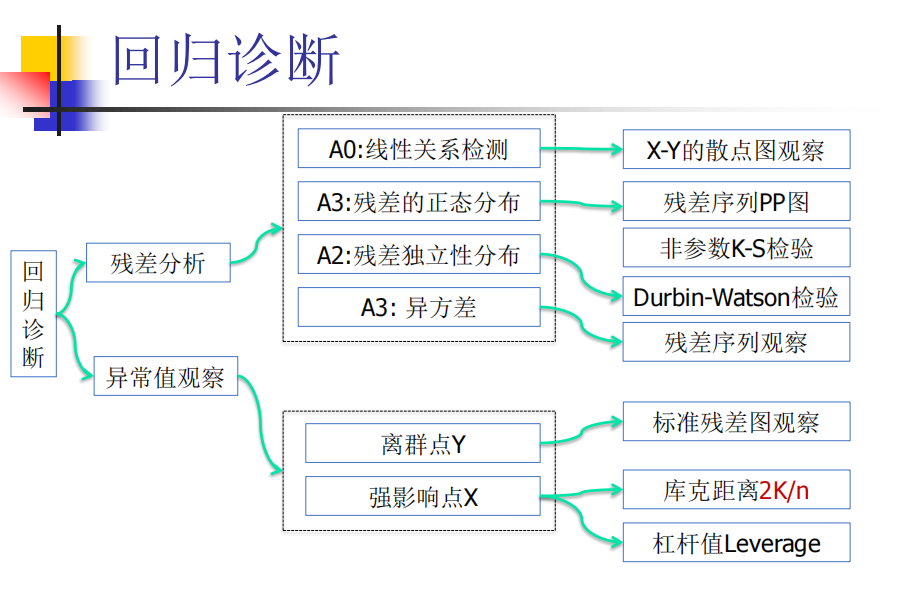 回归诊断
回归诊断
残差分析
异常值观察
A0:线性关系检测
A3:残差的正态分布
A2:残差独立性分布
A3: 异方差
离群点Y
强影响点X
X-Y的散点图观察
残差序列PP图
非参数K-S检验
Durbin-Watson检验
残差序列观察
标准残差图观察
库克距离2K/n
杠杆值Leverage